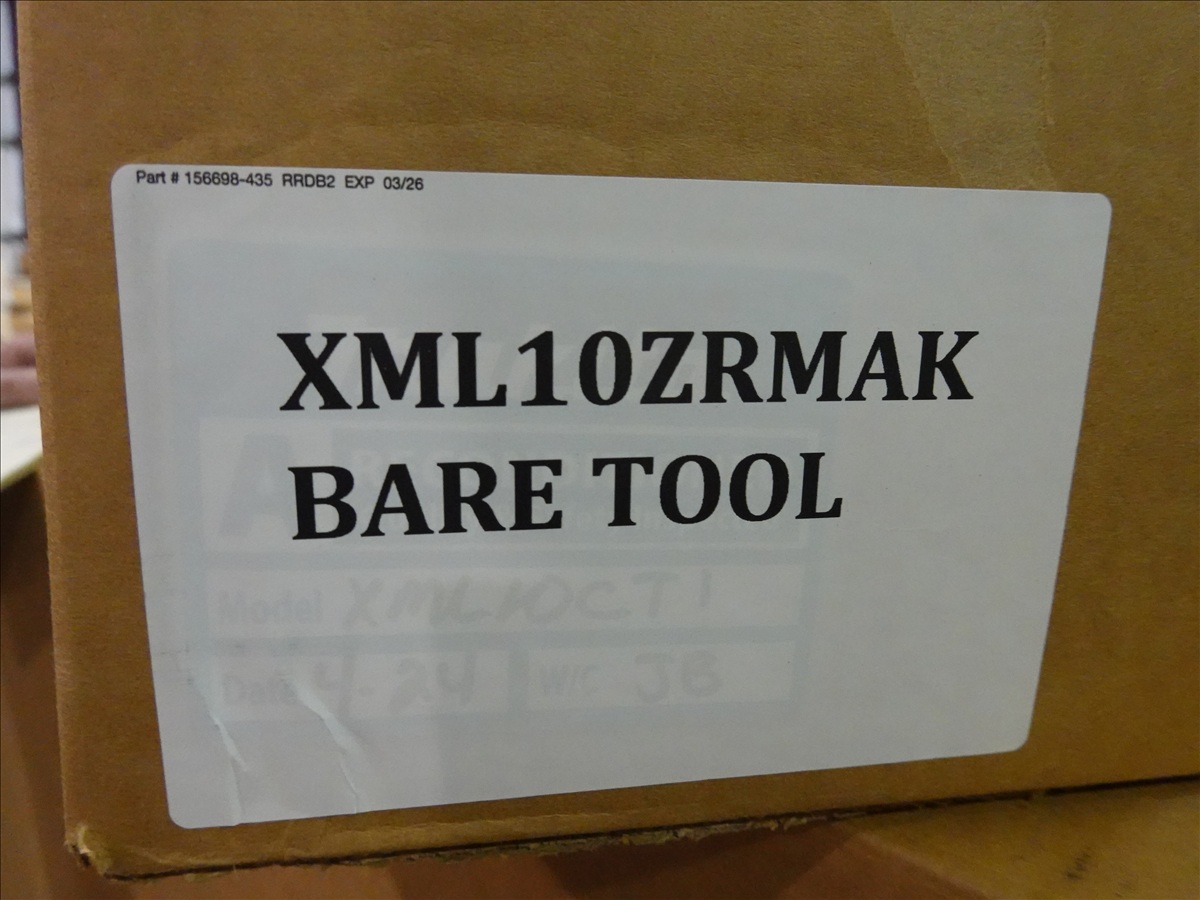 Part # 156698-435 RRDB2 EXP 03/26
XML10ZRMAK
BARE TOOL
Model XML10CT1
Date 4-24 W/C JB